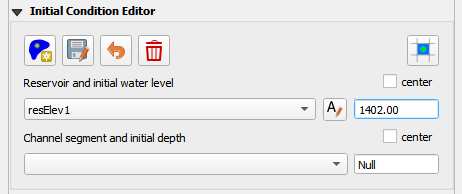 Initial Condition Editor
Reservoir and initial water level center
resElev1 A 1402.00
Channel segment and initial depth center
Null